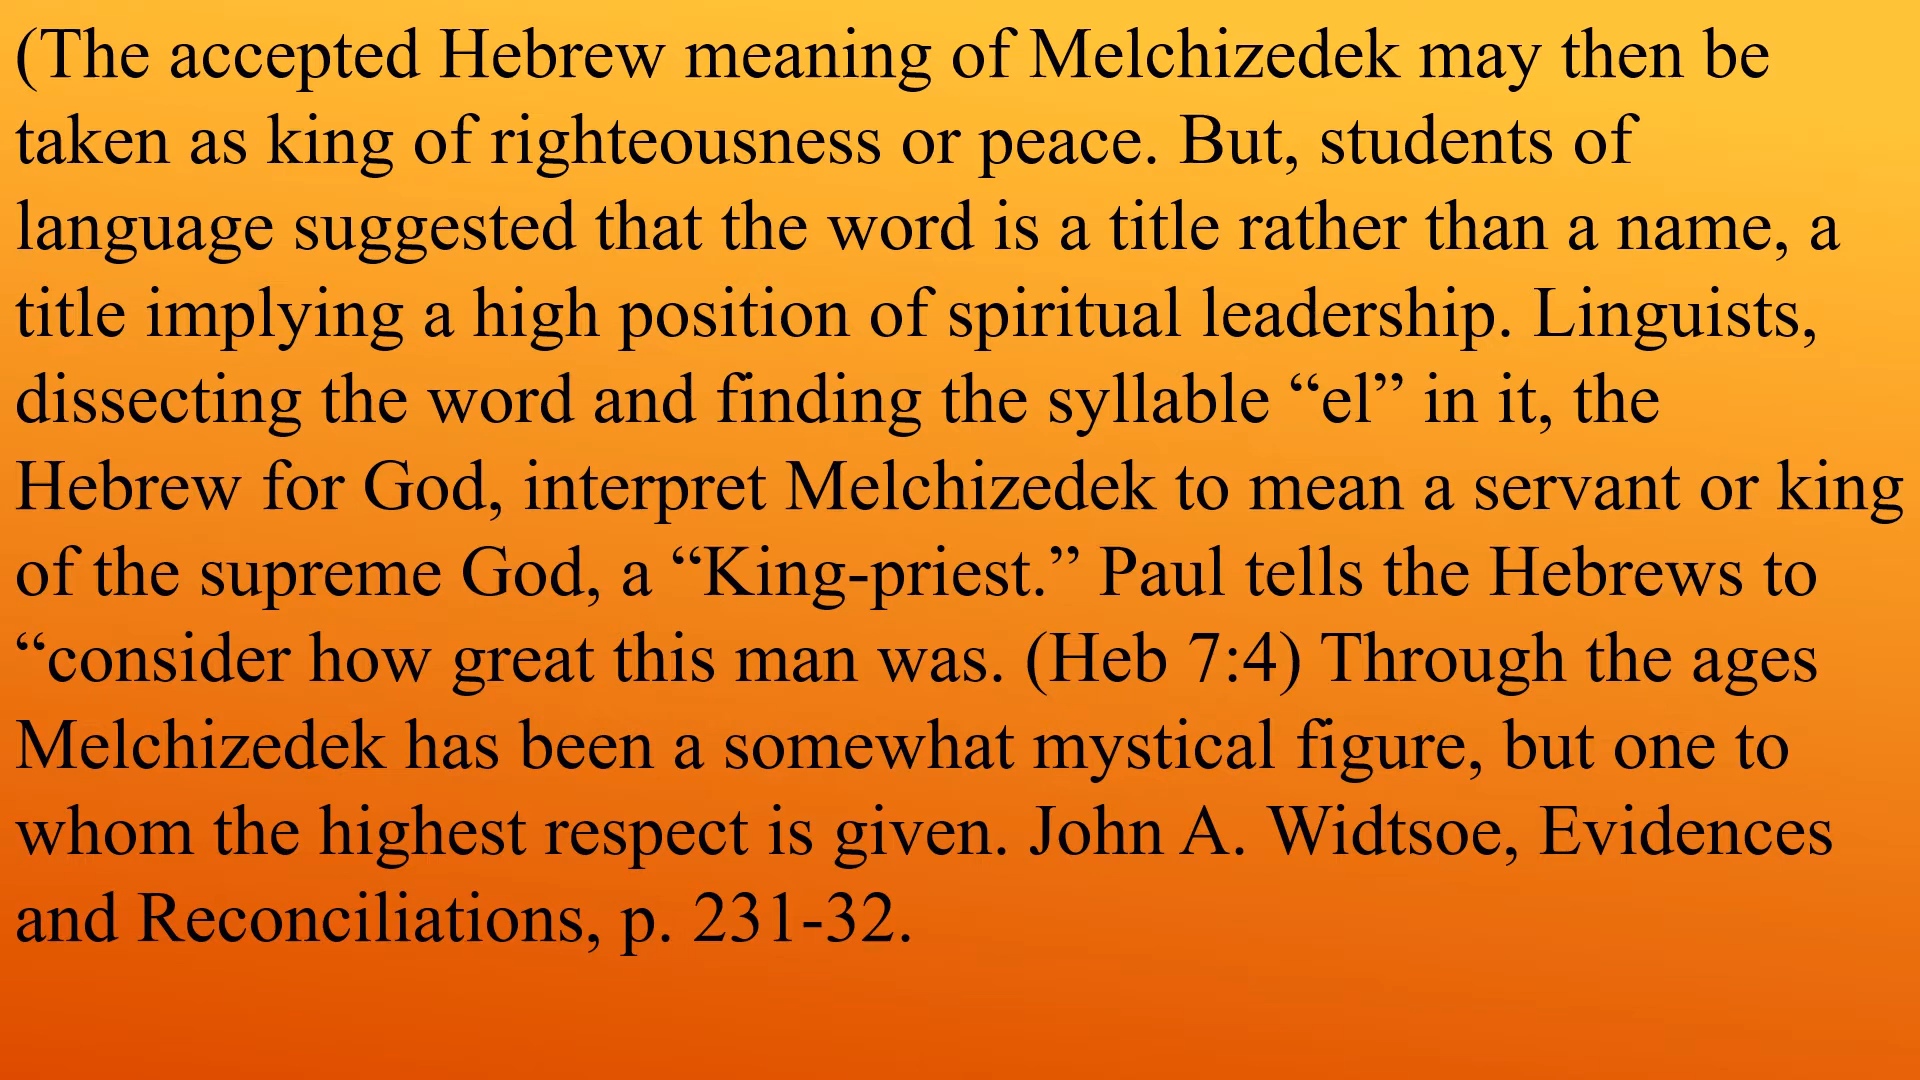 (The accepted Hebrew meaning of Melchizedek may then be
taken as king of righteousness or peace. But, students of
language suggested that the word is a title rather than a name, a
title implying a high position of spiritual leadership. Linguists,
dissecting the word and finding the syllable “el” in it, the
Hebrew for God, interpret Melchizedek to mean a servant or king
of the supreme God, a “King-priest.” Paul tells the Hebrews to
“consider how great this man was. (Heb 7:4) Through the ages
Melchizedek has been a somewhat mystical figure, but one to
whom the highest respect is given. John A. Widtsoe, Evidences
and Reconciliations, p. 231-32.